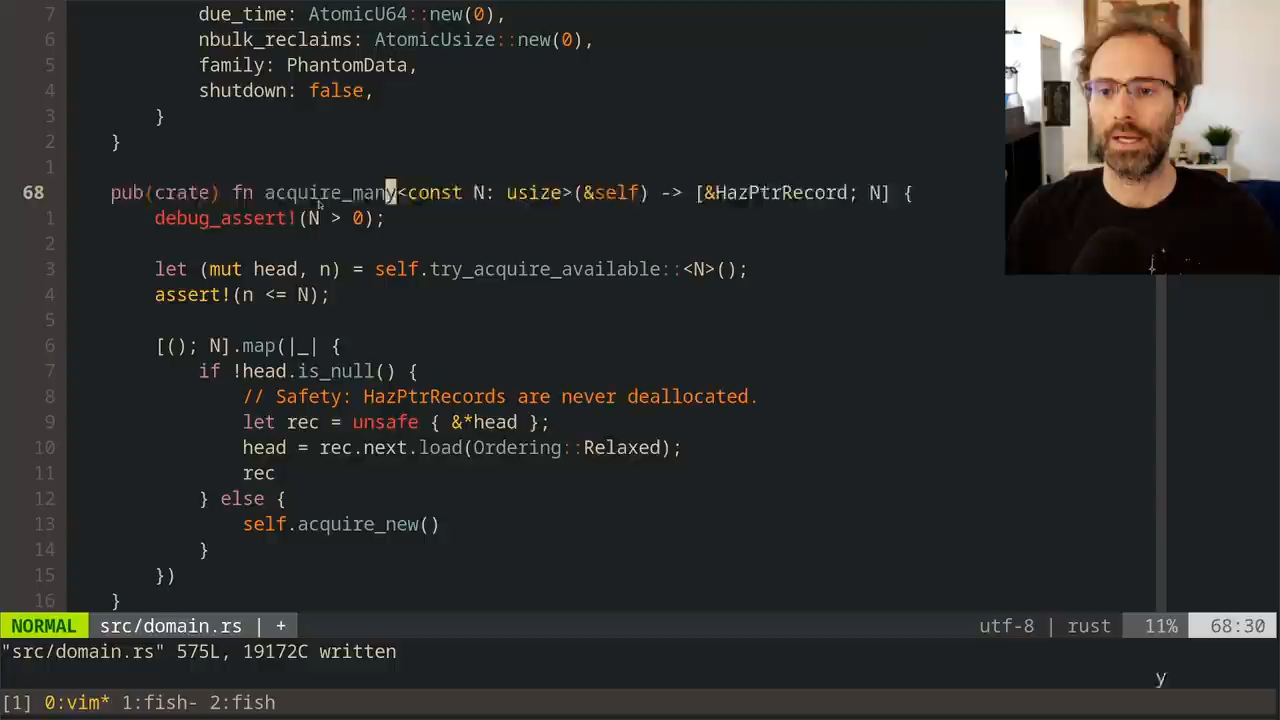 7 due_time: AtomicU64::new(0),
6 nbulk_reclaims: AtomicUsize::new(0),
5 family: PhantomData,
4 shutdown: false,
3 }
2 }
1
68 pub(crate) fn acquire_many<const N: usize>(&self) -> [&HazPtrRecord; N] {
1 debug_assert!(N > 0);
2
3 let (mut head, n) = self.try_acquire_available::<N>();
4 assert!(n <= N);
5
6 [(); N].map(|_| {
7 if !head.is_null() {
8 // Safety: HazPtrRecords are never deallocated.
9 let rec = unsafe { &*head };
10 head = rec.next.load(Ordering::Relaxed);
11 rec
12 } else {
13 self.acquire_new()
14 }
15 })
16 }
NORMAL src/domain.rs | + utf-8 | rust 11% 68:30
"src/domain.rs" 575L, 19172C written
y
[1] 0:vim* 1:fish- 2:fish